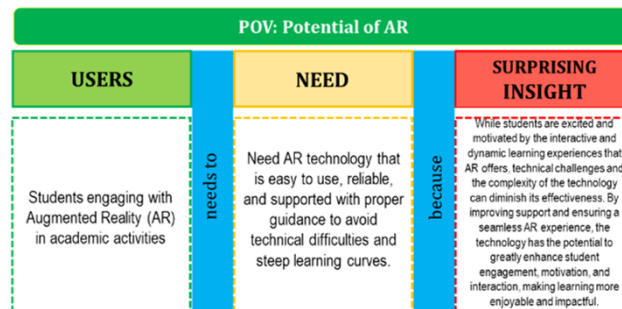 POV: Potential of AR
USERS
Students engaging with
Augmented Reality (AR)
in academic activities
needs to
NEED
Need AR technology that
is easy to use, reliable,
and supported with proper
guidance to avoid
technical difficulties and
steep learning curves.
because
SURPRISING
INSIGHT
While students are excited and
motivated by the interactive and
dynamic learning experiences that
AR offers, technical challenges and
the complexity of the technology
can diminish its effectiveness. By
improving support and ensuring a
seamless AR experience, the
technology has the potential to
greatly enhance student
engagement, motivation, and
interaction, making learning more
enjoyable and impactful.